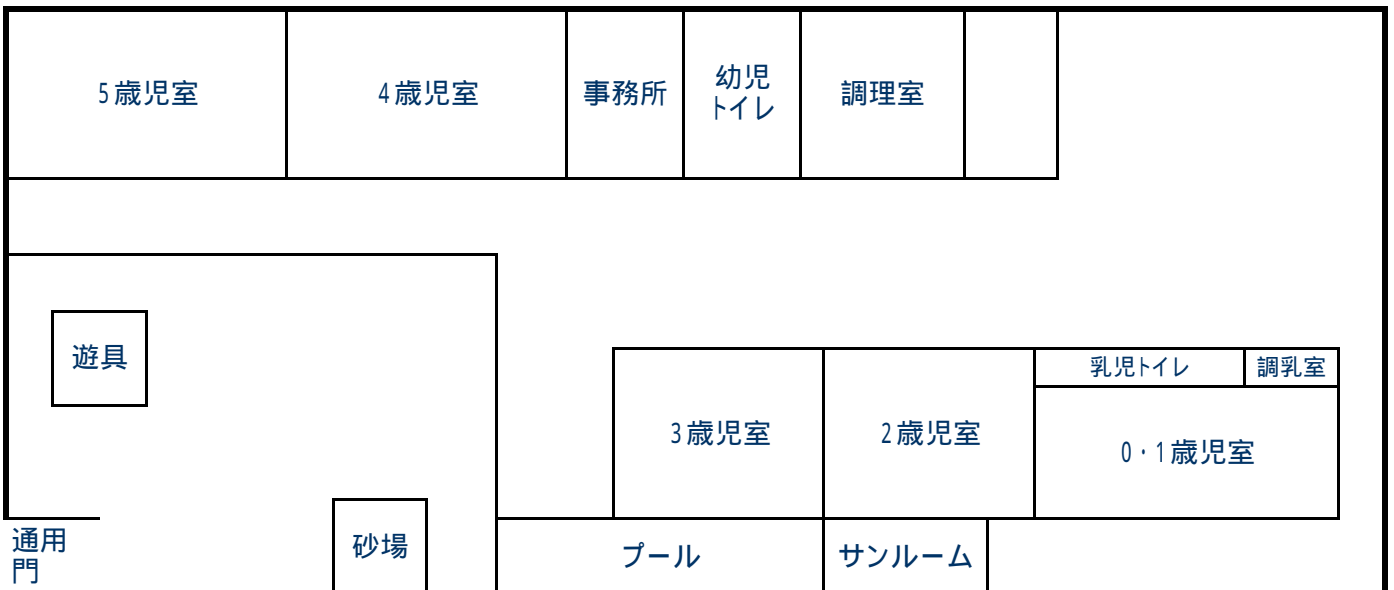 5歳児室
4歳児室
事務所
幼児
トイレ
調理室
遊具
乳児トイレ
調乳室
3歳児室
2歳児室
0・1歳児室
通用
門
砂場
プール
サンルーム